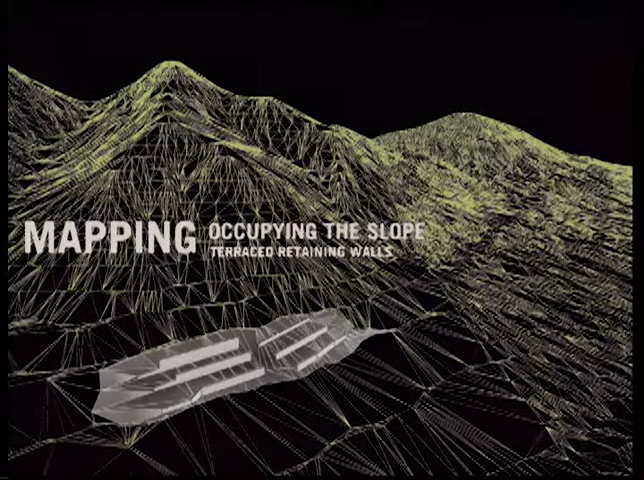 MAPPING
OCCUPYING THE SLOPE
TERRACED RETAINING WALLS